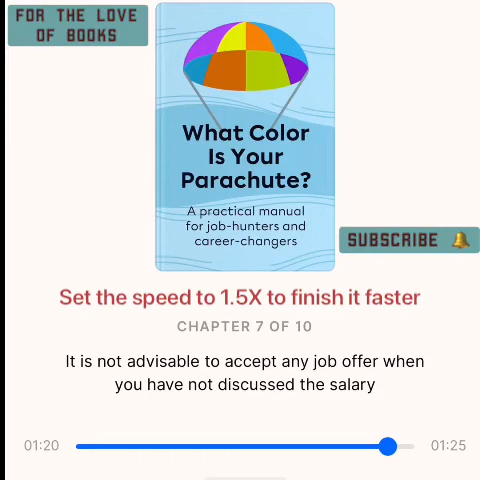 FOR THE LOVE
OF BOOKS
What Color
Is Your
Parachute?
A practical manual
for job-hunters and
career-changers
SUBSCRIBE
Set the speed to 1.5X to finish it faster
CHAPTER 7 OF 10
It is not advisable to accept any job offer when
you have not discussed the salary
01:20
01:25